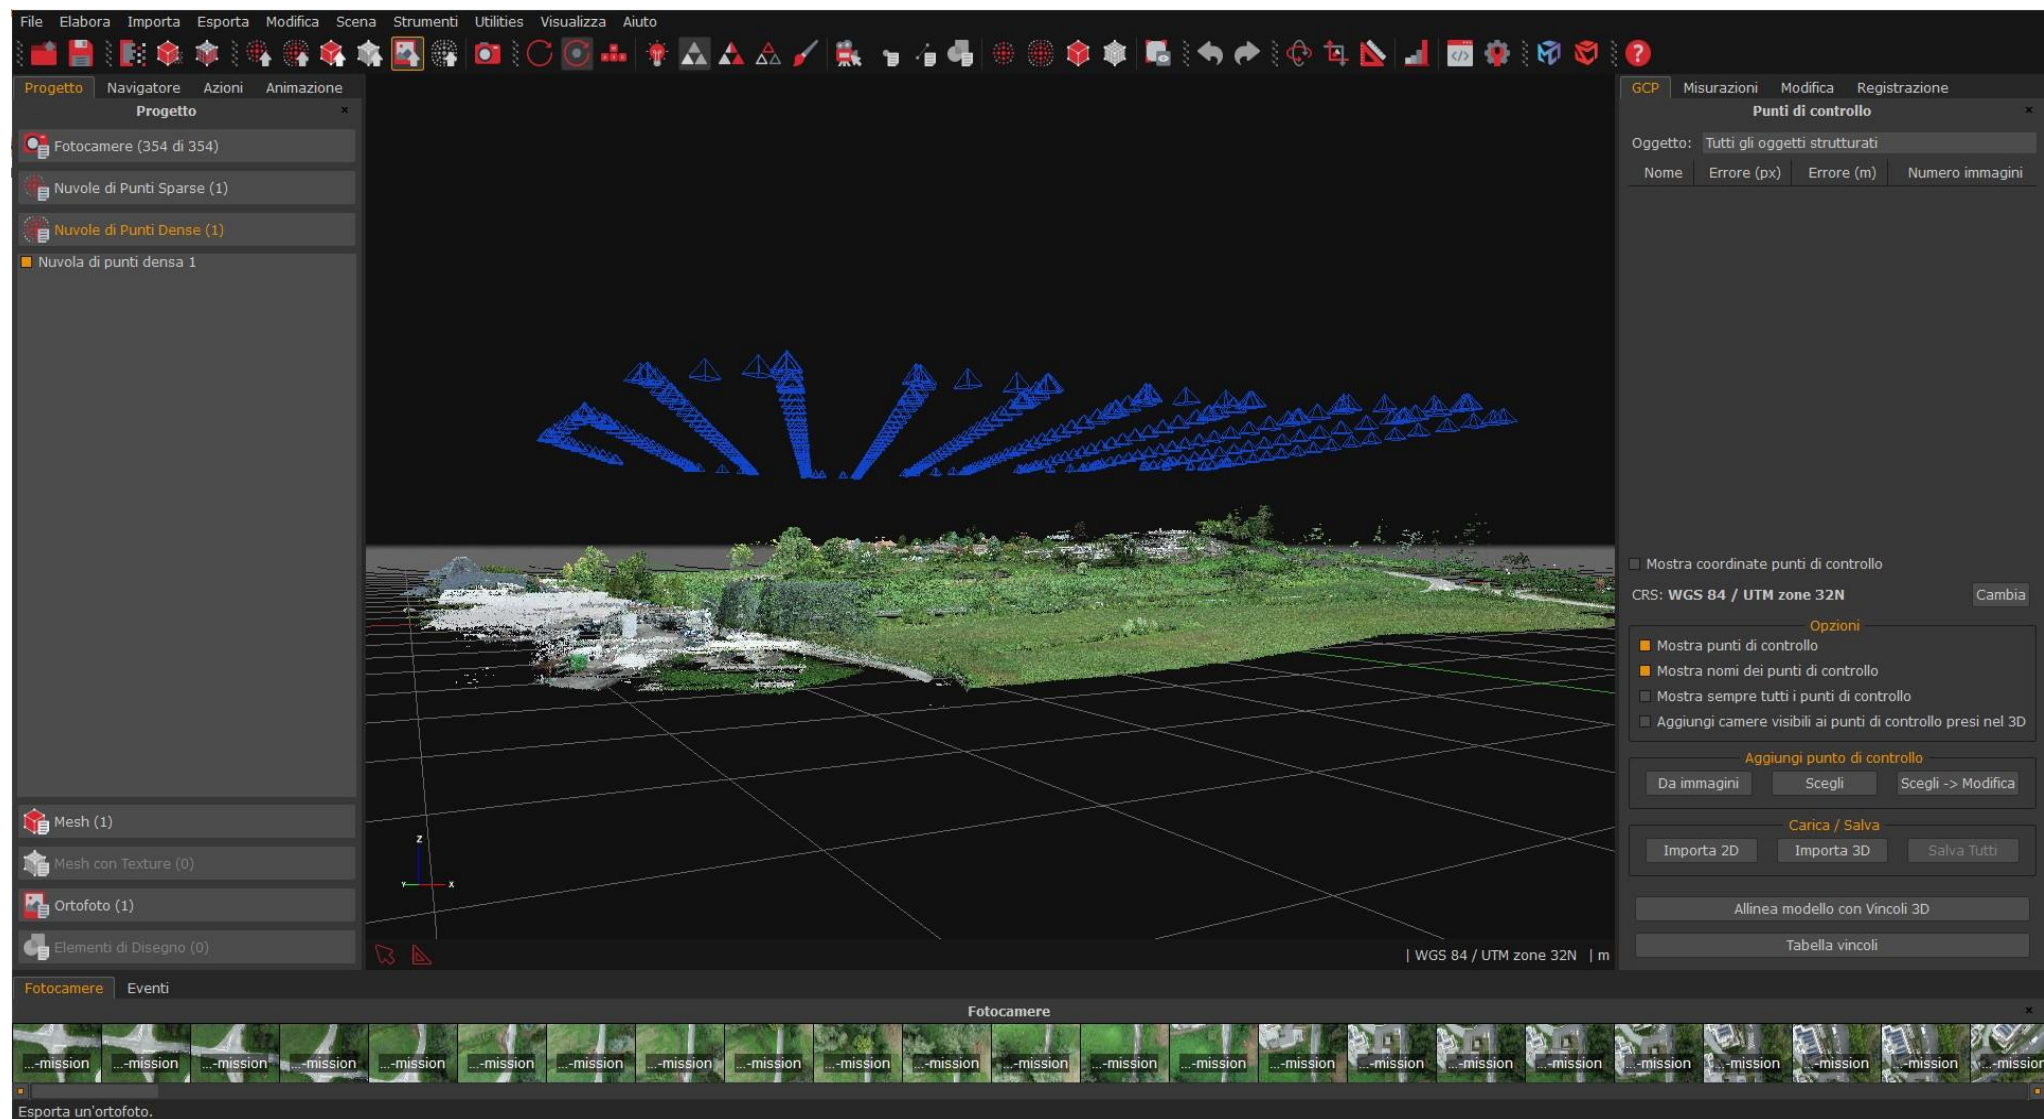 File Elabora Importa Esporta Modifica Scena Strumenti Utilities Visualizza Aiuto
Progetto Navigatore Azioni Animazione
Progetto
Fotocamere (354 di 354)
Nuvole di Punti Sparse (1)
Nuvole di Punti Dense (1)
Nuvola di punti densa 1
Mesh (1)
Mesh con Texture (0)
Ortofoto (1)
Elementi di Disegno (0)
z
Y x
| WGS 84 / UTM zone 32N | m
GCP Misurazioni Modifica Registrazione
Punti di controllo
Oggetto: Tutti gli oggetti strutturati
Nome Errore (px) Errore (m) Numero immagini
Mostra coordinate punti di controllo
CRS: WGS 84 / UTM zone 32N Cambia
Opzioni
Mostra punti di controllo
Mostra nomi dei punti di controllo
Mostra sempre tutti i punti di controllo
Aggiungi camere visibili ai punti di controllo presi nel 3D
Aggiungi punto di controllo
Da immagini Scegli Scegli -> Modifica
Carica / Salva
Importa 2D Importa 3D Salva Tutti
Allinea modello con Vincoli 3D
Tabella vincoli
Fotocamere Eventi
Fotocamere
...-mission ...-mission ...-mission ...-mission ...-mission ...-mission ...-mission ...-mission ...-mission ...-mission ...-mission ...-mission ...-mission ...-mission ...-mission ...-mission ...-mission ...-mission ...-mission ...-mission ...-mission ...-mission ...-mission
Esporta un'ortofoto.